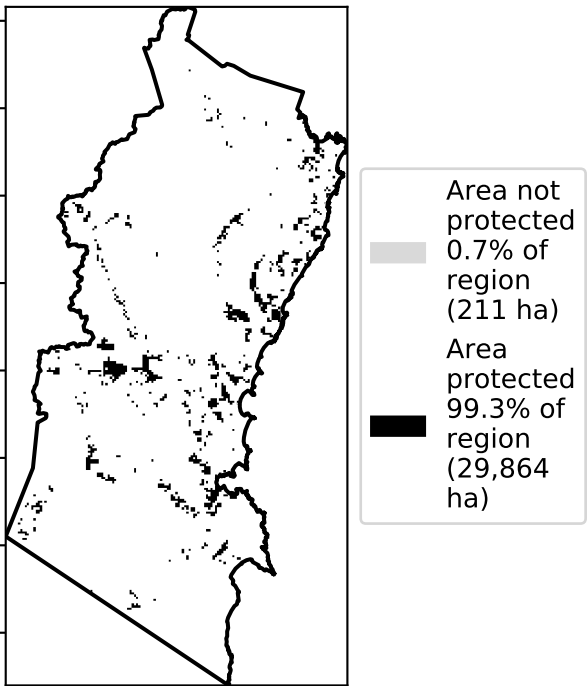 Area not
protected
0.7% of
region
(211 ha)
Area
protected
99.3% of
region
(29,864
ha)